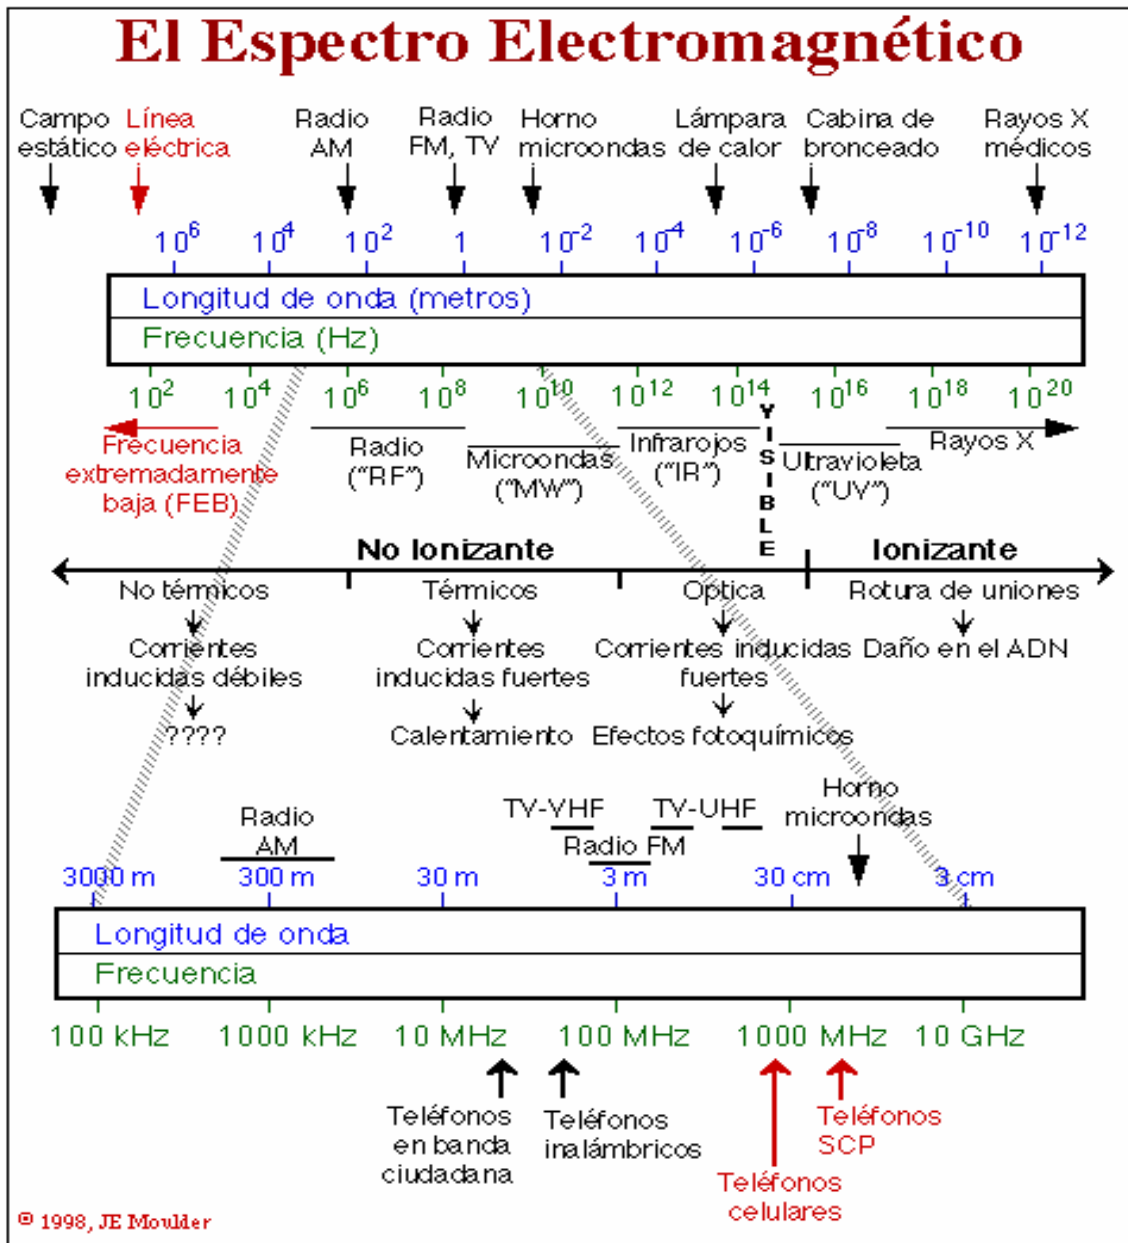 El Espectro Electromagnético
Campo estático
Línea eléctrica
Radio AM
Radio FM, TV
Horno microondas
Lámpara de calor
Cabina de bronceado
Rayos X médicos
10^6 10^4 10^2 1 10^-2 10^-4 10^-6 10^-8 10^-10 10^-12
Longitud de onda (metros)
Frecuencia (Hz)
10^2 10^4 10^6 10^8 10^10 10^12 10^14 10^16 10^18 10^20
Frecuencia
extremadamente
baja (FEB)
Radio
("RF")
Microondas
("MW")
Infrarojos
("IR")
VISIBLE
Ultravioleta
("UV")
Rayos X
No Ionizante
Ionizante
No térmicos
Térmicos
Optica
Rotura de uniones
Corrientes
inducidas débiles
Corrientes
inducidas fuertes
Corrientes inducidas
fuertes
Daño en el ADN
????
Calentamiento
Efectos fotoquímicos
Radio
AM
TV-VHF
Radio FM
TV-UHF
Horno
microondas
3000 m 300 m 30 m 3 m 30 cm 3 cm
Longitud de onda
Frecuencia
100 kHz 1000 kHz 10 MHz 100 MHz 1000 MHz 10 GHz
Teléfonos
en banda
ciudadana
Teléfonos
inalámbricos
Teléfonos
celulares
Teléfonos
SCP
© 1998, JE Moulder